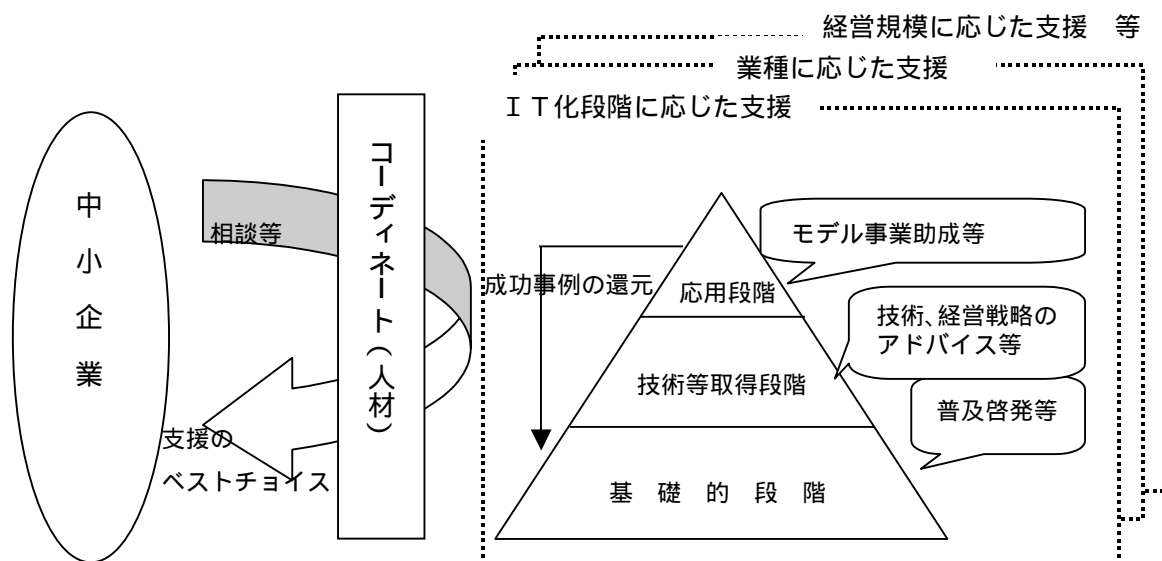 経営規模に応じた支援　等
業種に応じた支援
ＩＴ化段階に応じた支援
中小企業
相談等
コーディネート（人材）
支援の
ベストチョイス
成功事例の還元
応用段階
技術等取得段階
基　礎　的　段　階
モデル事業助成等
技術、経営戦略の
アドバイス等
普及啓発等